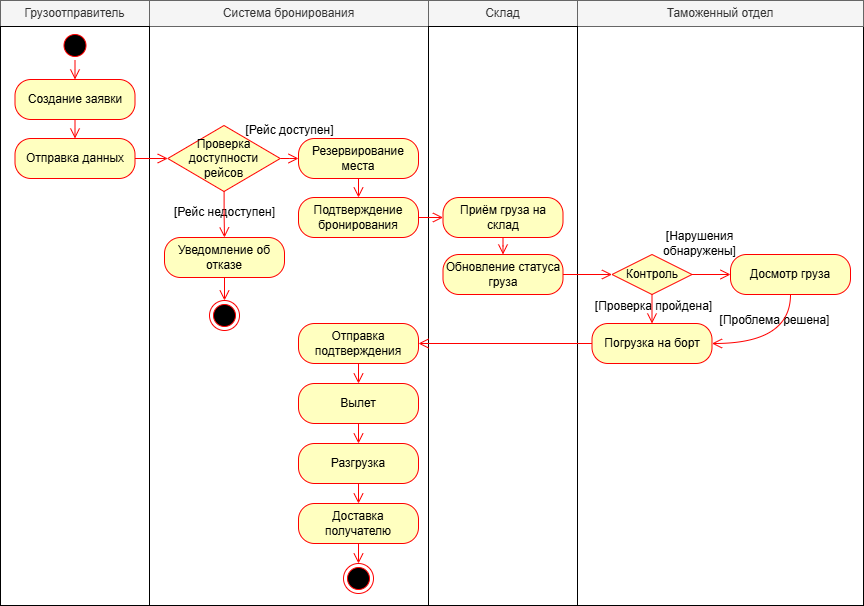 Грузоотправитель
Система бронирования
Склад
Таможенный отдел
Создание заявки
Отправка данных
Проверка
доступности
рейсов
[Рейс доступен]
Резервирование
места
[Рейс недоступен]
Подтверждение
бронирования
Уведомление об
отказе
Приём груза на
склад
Обновление статуса
груза
Контроль
[Нарушения
обнаружены]
Досмотр груза
[Проверка пройдена]
[Проблема решена]
Погрузка на борт
Отправка
подтверждения
Вылет
Разгрузка
Доставка
получателю